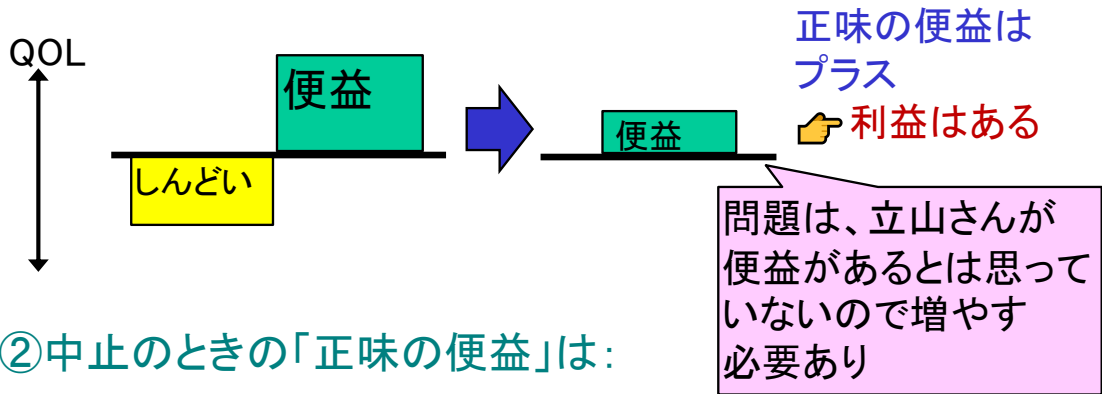 QOL
便益
しんどい
便益
正味の便益は
プラス
👉利益はある
問題は、立山さんが
便益があるとは思って
いないので増やす
必要あり
②中止のときの「正味の便益」は：